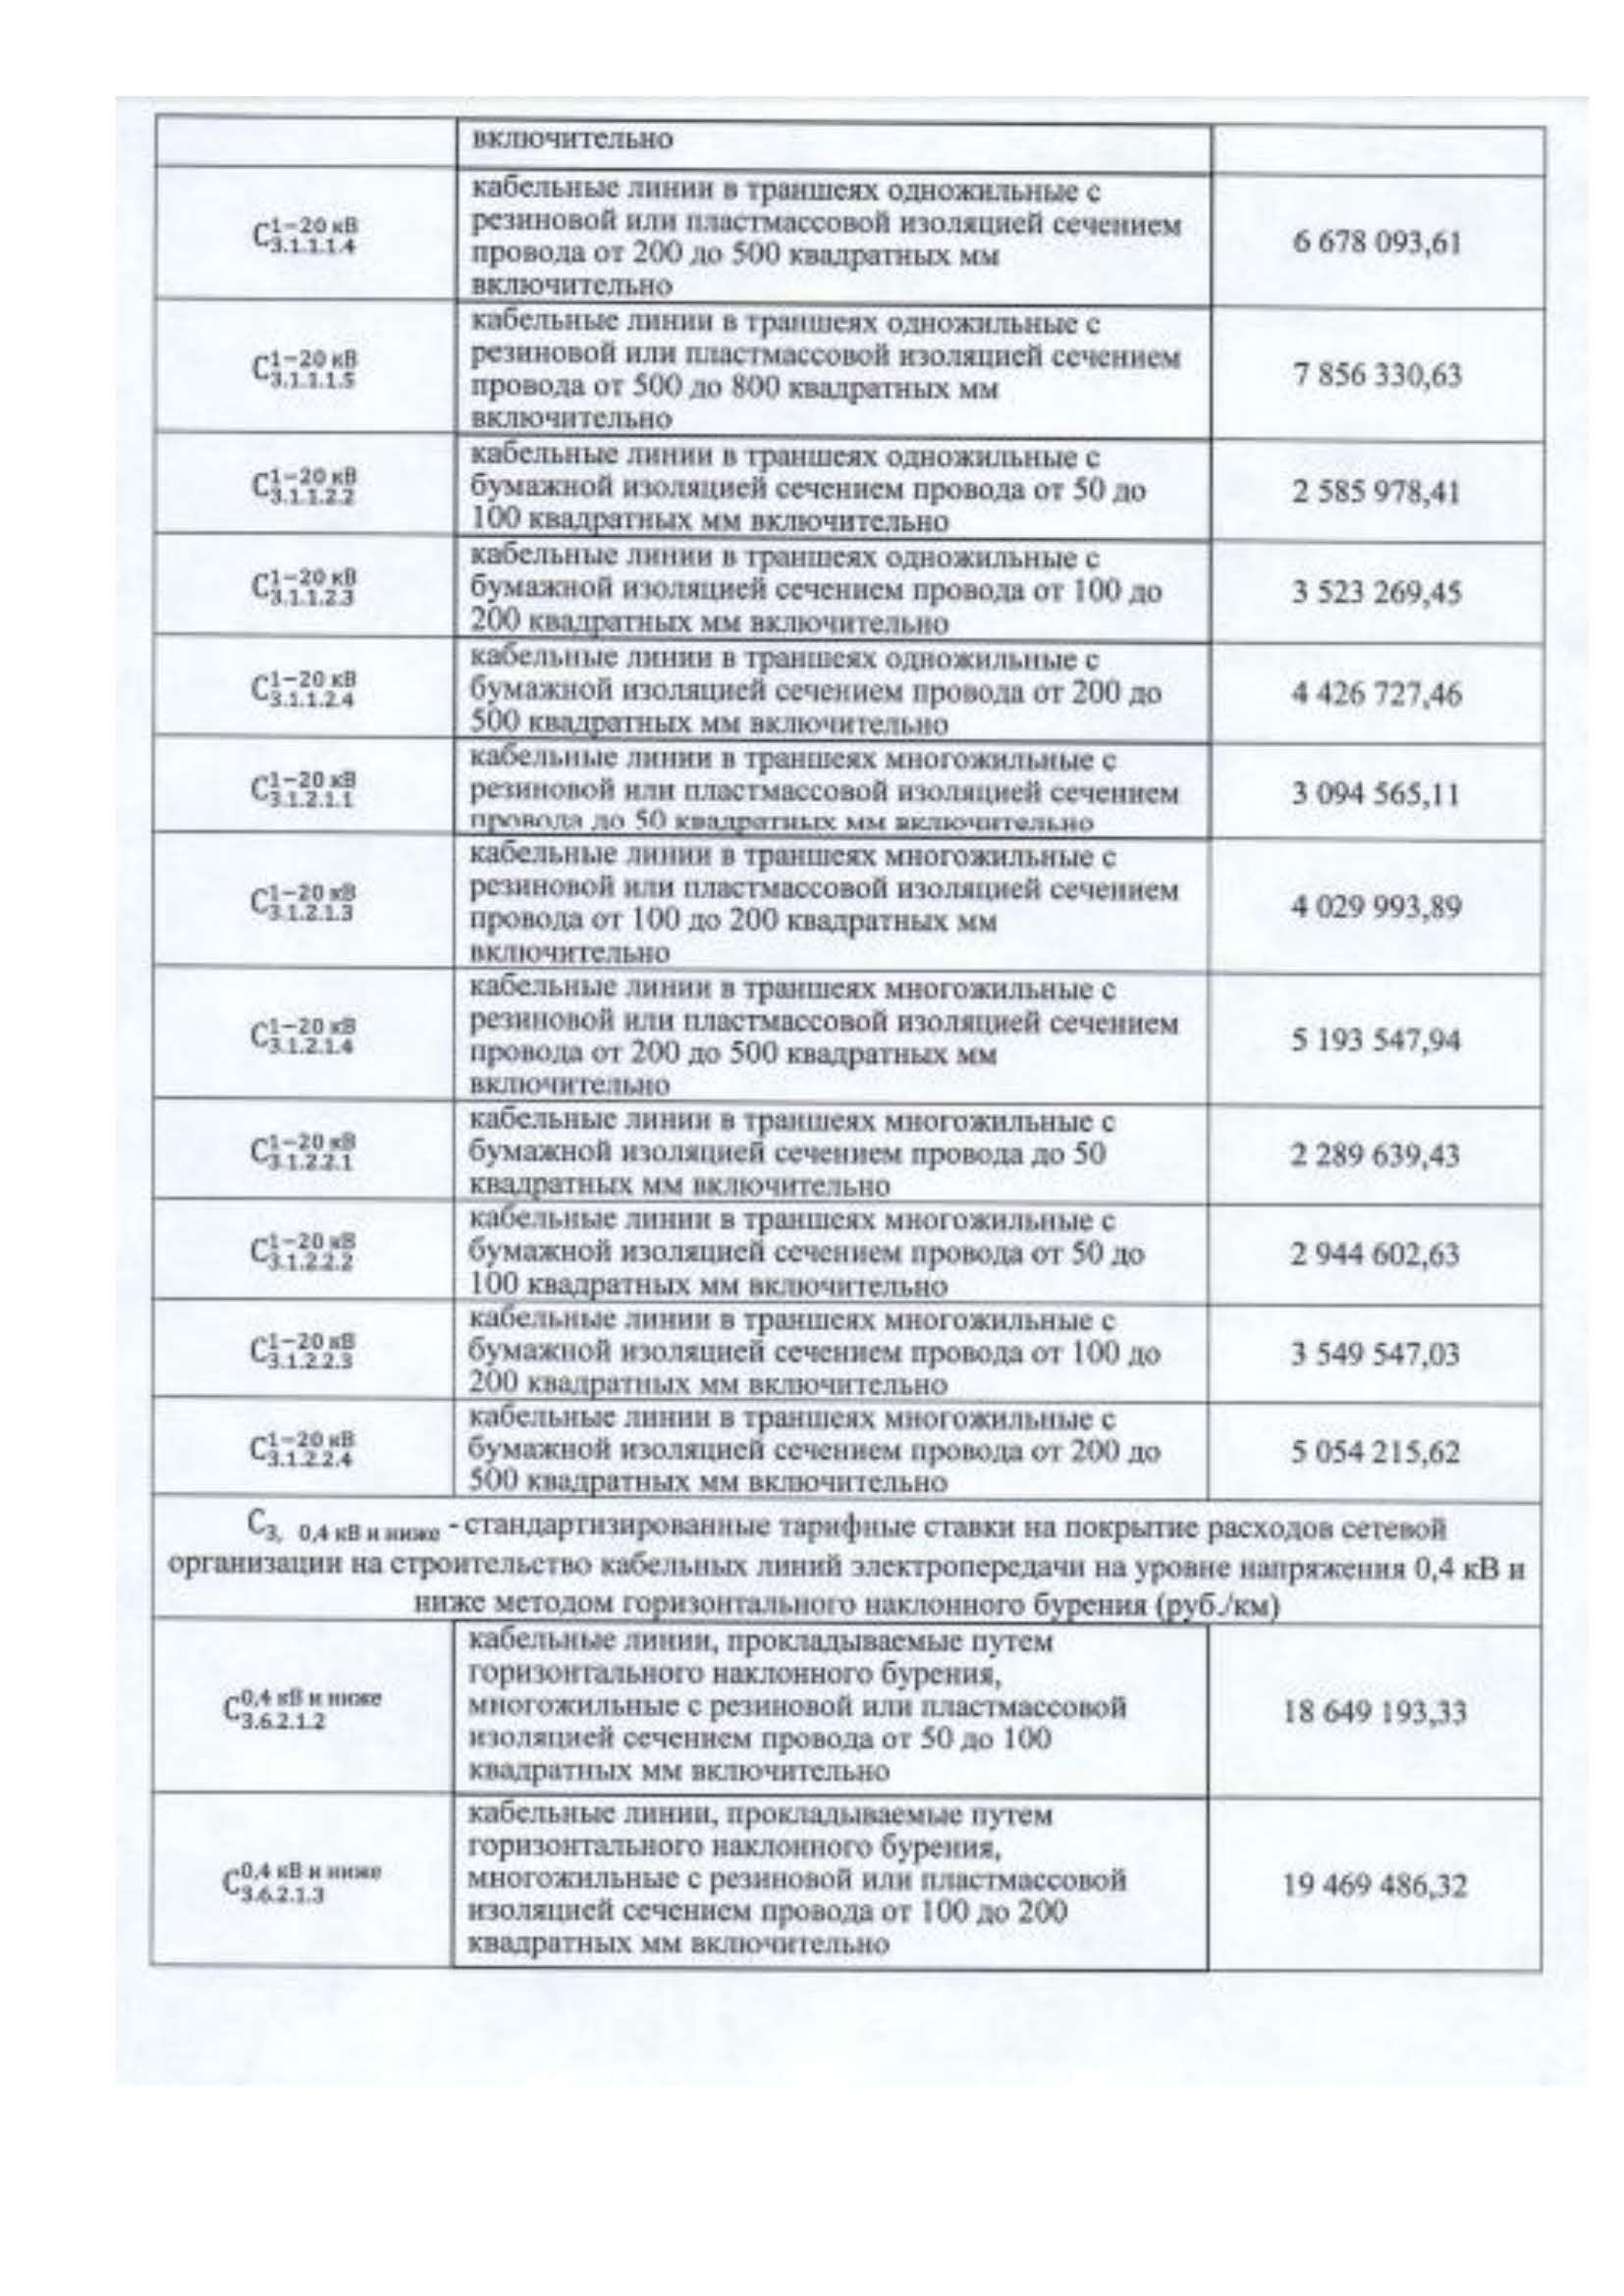 включительно
C 1−20 кВ 3.1.1.1.4
кабельные линии в траншеях одножильные с
резиновой или пластмассовой изоляцией сечением
провода от 200 до 500 квадратных мм
включительно
6 678 093,61
C 1−20 кВ 3.1.1.1.5
кабельные линии в траншеях одножильные с
резиновой или пластмассовой изоляцией сечением
провода от 500 до 800 квадратных мм
включительно
7 856 330,63
C 1−20 кВ 3.1.1.2.2
кабельные линии в траншеях одножильные с
бумажной изоляцией сечением провода от 50 до
100 квадратных мм включительно
2 585 978,41
C 1−20 кВ 3.1.1.2.3
кабельные линии в траншеях одножильные с
бумажной изоляцией сечением провода от 100 до
200 квадратных мм включительно
3 523 269,45
C 1−20 кВ 3.1.1.2.4
кабельные линии в траншеях одножильные с
бумажной изоляцией сечением провода от 200 до
500 квадратных мм включительно
4 426 727,46
C 1−20 кВ 3.1.2.1.1
кабельные линии в траншеях многожильные с
резиновой или пластмассовой изоляцией сечением
провода до 50 квадратных мм включительно
3 094 565,11
C 1−20 кВ 3.1.2.1.3
кабельные линии в траншеях многожильные с
резиновой или пластмассовой изоляцией сечением
провода от 100 до 200 квадратных мм
включительно
4 029 993,89
C 1−20 кВ 3.1.2.1.4
кабельные линии в траншеях многожильные с
резиновой или пластмассовой изоляцией сечением
провода от 200 до 500 квадратных мм
включительно
5 193 547,94
C 1−20 кВ 3.1.2.2.1
кабельные линии в траншеях многожильные с
бумажной изоляцией сечением провода до 50
квадратных мм включительно
2 289 639,43
C 1−20 кВ 3.1.2.2.2
кабельные линии в траншеях многожильные с
бумажной изоляцией сечением провода от 50 до
100 квадратных мм включительно
2 944 602,63
C 1−20 кВ 3.1.2.2.3
кабельные линии в траншеях многожильные с
бумажной изоляцией сечением провода от 100 до
200 квадратных мм включительно
3 549 547,03
C 1−20 кВ 3.1.2.2.4
кабельные линии в траншеях многожильные с
бумажной изоляцией сечением провода от 200 до
500 квадратных мм включительно
5 054 215,62
C 3, 0,4 кВ и ниже - стандартизированные тарифные ставки на покрытие расходов сетевой
организации на строительство кабельных линий электропередачи на уровне напряжения 0,4 кВ и
ниже методом горизонтального наклонного бурения (руб./км)
C 0,4 кВ и ниже 3.6.2.1.2
кабельные линии, прокладываемые путем
горизонтального наклонного бурения,
многожильные с резиновой или пластмассовой
изоляцией сечением провода от 50 до 100
квадратных мм включительно
18 649 193,33
C 0,4 кВ и ниже 3.6.2.1.3
кабельные линии, прокладываемые путем
горизонтального наклонного бурения,
многожильные с резиновой или пластмассовой
изоляцией сечением провода от 100 до 200
квадратных мм включительно
19 469 486,32